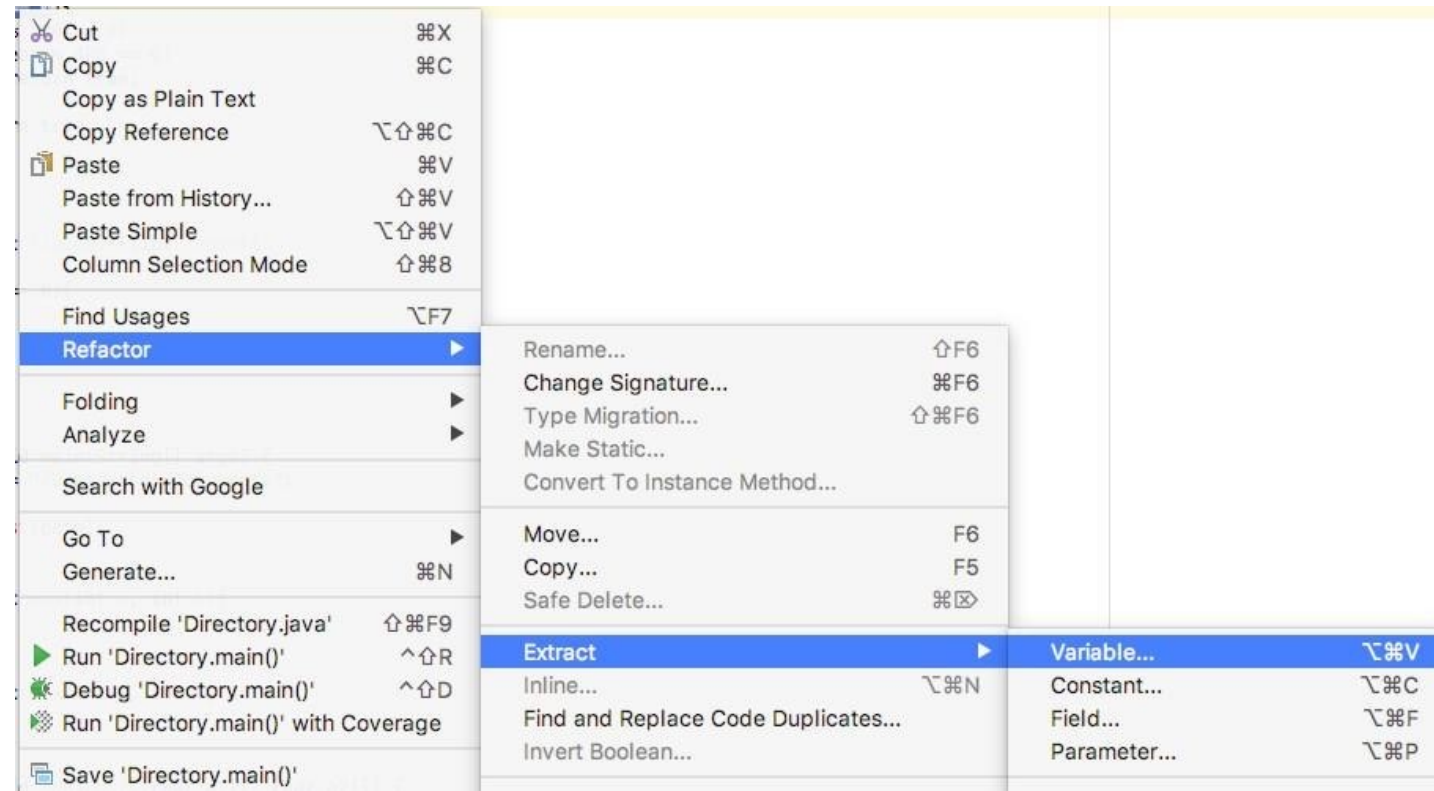 Cut ⌘X
Copy ⌘C
Copy as Plain Text
Copy Reference ⌥⇧⌘C
Paste ⌘V
Paste from History... ⇧⌘V
Paste Simple ⌥⇧⌘V
Column Selection Mode ⇧⌘8
Find Usages ⌥F7
Refactor
Folding
Analyze
Search with Google
Go To
Generate... ⌘N
Recompile 'Directory.java' ⇧⌘F9
Run 'Directory.main()' ^⇧R
Debug 'Directory.main()' ^⇧D
Run 'Directory.main()' with Coverage
Save 'Directory.main()'
Rename... ⇧F6
Change Signature... ⌘F6
Type Migration... ⇧⌘F6
Make Static...
Convert To Instance Method...
Move... F6
Copy... F5
Safe Delete... ⌘⌦
Extract
Inline... ⌥⌘N
Find and Replace Code Duplicates...
Invert Boolean...
Variable... ⌥⌘V
Constant... ⌥⌘C
Field... ⌥⌘F
Parameter... ⌥⌘P